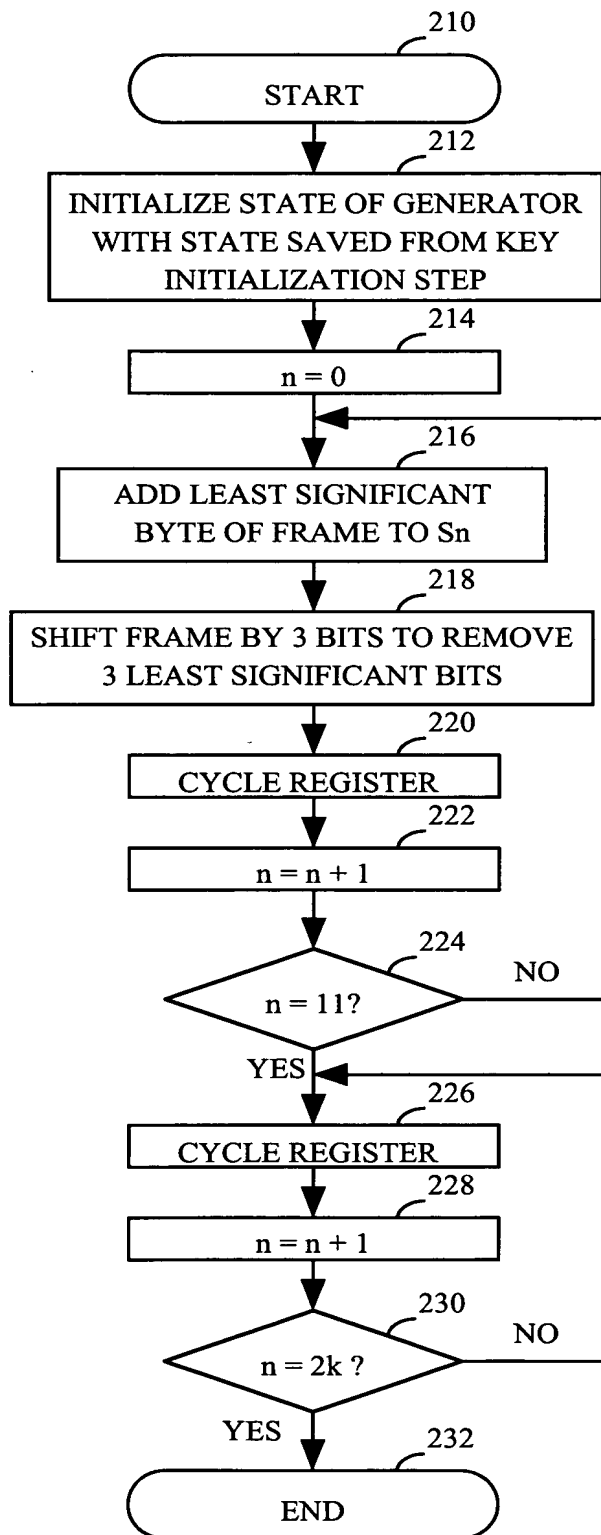 210
START
212
INITIALIZE STATE OF GENERATOR
WITH STATE SAVED FROM KEY
INITIALIZATION STEP
214
n = 0
216
ADD LEAST SIGNIFICANT
BYTE OF FRAME TO Sn
218
SHIFT FRAME BY 3 BITS TO REMOVE
3 LEAST SIGNIFICANT BITS
220
CYCLE REGISTER
222
n = n + 1
224
n = 11?
NO
YES
226
CYCLE REGISTER
228
n = n + 1
230
n = 2k ?
NO
YES
232
END